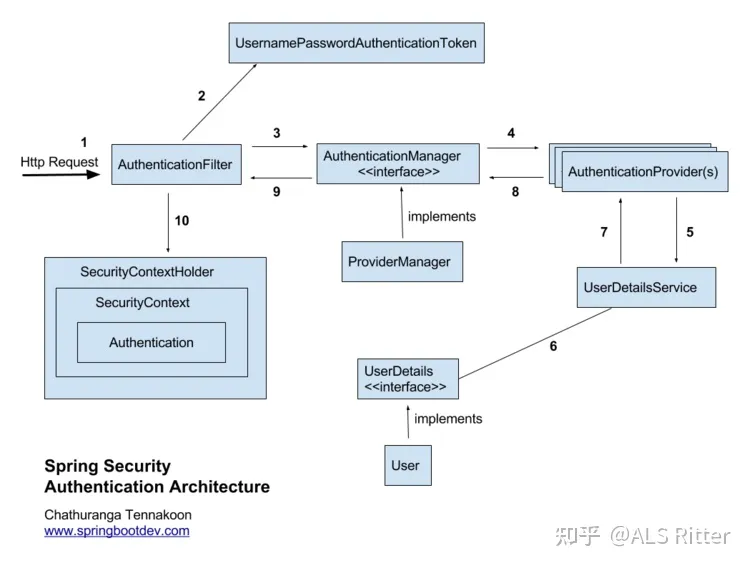 UsernamePasswordAuthenticationToken
2
1
Http Request
AuthenticationFilter
3
9
AuthenticationManager
<<interface>>
4
8
AuthenticationProvider(s)
10
implements
7
5
SecurityContextHolder
SecurityContext
Authentication
ProviderManager
UserDetailsService
6
UserDetails
<<interface>>
implements
User
Spring Security
Authentication Architecture
Chathuranga Tennakoon
www.springbootdev.com
知乎 @ALS Ritter